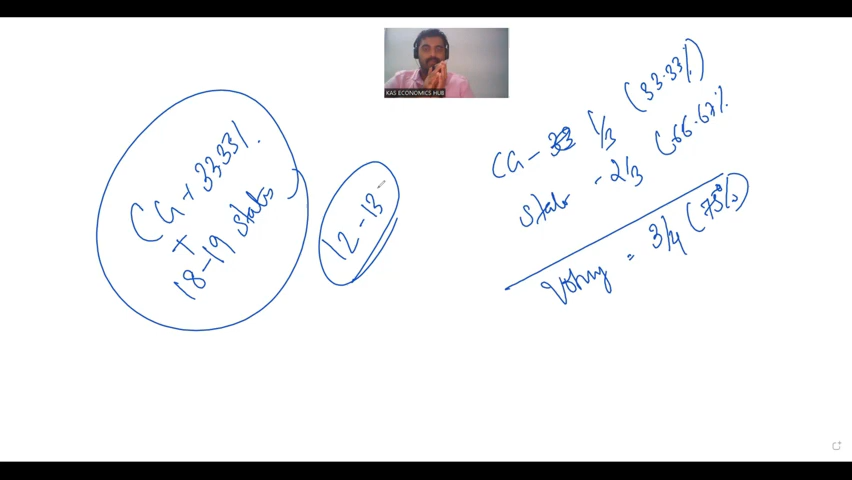 KAS ECONOMICS HUB
CG + 33.33%
+
18-19 states
12-13
CG - 33 1/3 (33.33%)
State - 2/3 (66.67%
Voting = 3/4 (75%)